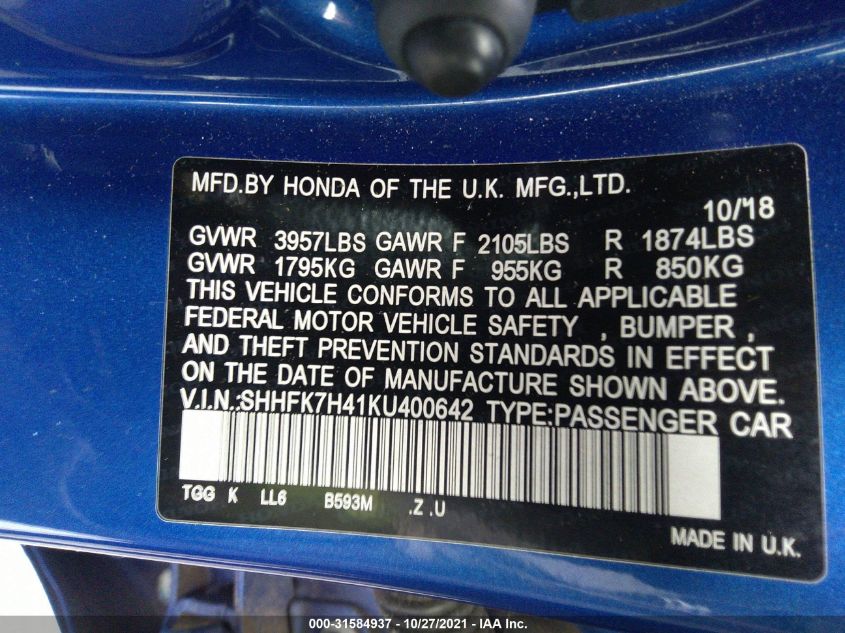 MFD.BY HONDA OF THE U.K. MFG.,LTD.
10/'18
GVWR 3957LBS GAWR F 2105LBS R 1874LBS
GVWR 1795KG GAWR F 955KG R 850KG
THIS VEHICLE CONFORMS TO ALL APPLICABLE
FEDERAL MOTOR VEHICLE SAFETY , BUMPER ,
AND THEFT PREVENTION STANDARDS IN EFFECT
ON THE DATE OF MANUFACTURE SHOWN ABOVE.
V.I.N.:SHHFK7H41KU400642 TYPE:PASSENGER CAR
TGG K LL6 B593M .Z .U
MADE IN U.K.
000-31584937 - 10/27/2021 - IAA Inc.